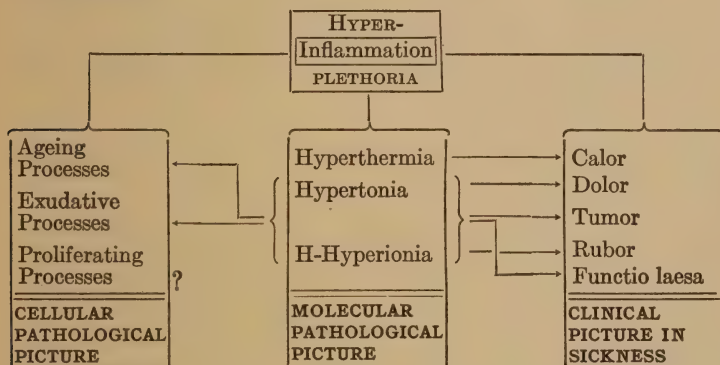 HYPER-
Inflammation
PLETHORIA
Ageing
Processes
Exudative
Processes
Proliferating
Processes ?
CELLULAR
PATHOLOGICAL
PICTURE
Hyperthermia
Hypertonia
H-Hyperionia
MOLECULAR
PATHOLOGICAL
PICTURE
Calor
Dolor
Tumor
Rubor
Functio laesa
CLINICAL
PICTURE IN
SICKNESS